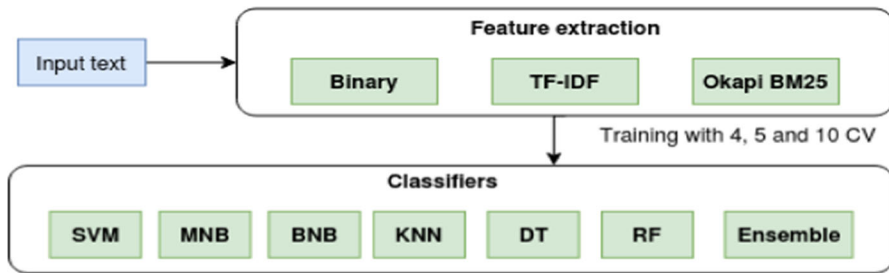 Feature extraction
Input text
Binary TF-IDF Okapi BM25
Training with 4, 5 and 10 CV
Classifiers
SVM MNB BNB KNN DT RF Ensemble